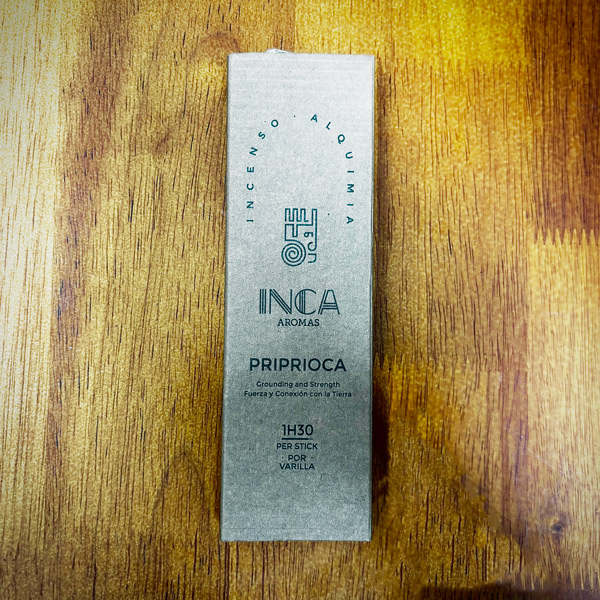 INCENSO · ALQUIMIA
INCA
AROMAS
PRIPRIOCA
Grounding and Strength
Fuerza y Conexión con la Tierra
1H30
PER STICK
· POR ·
VARILLA